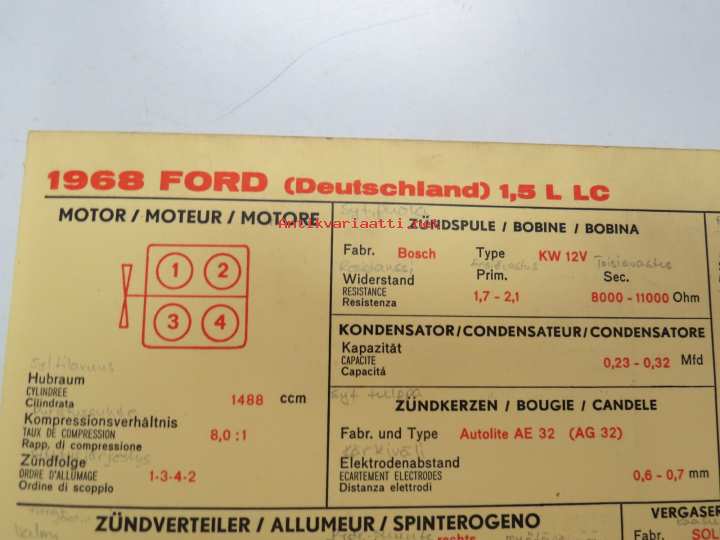 1968 FORD (Deutschland) 1,5 L LC
MOTOR / MOTEUR / MOTORE
1 2
3 4
Hubraum
CYLINDREE
Cilindrata 1488 ccm
Kompressionsverhältnis
TAUX DE COMPRESSION 8,0 : 1
Rapp. di compressione
Zündfolge
ORDRE D'ALLUMAGE 1-3-4-2
Ordine di scoppio
Antikvariaatti.net
ZÜNDSPULE / BOBINE / BOBINA
Fabr. Bosch Type KW 12V
Widerstand Prim. Sec.
RESISTANCE 1,7 - 2,1 8000 - 11000 Ohm
Resistenza
KONDENSATOR/CONDENSATEUR/CONDENSATORE
Kapazität
CAPACITE 0,23 - 0,32 Mfd
Capacitá
ZÜNDKERZEN / BOUGIE / CANDELE
Fabr. und Type Autolite AE 32 (AG 32)
kärkiväli
Elektrodenabstand
ECARTEMENT ELECTRODES 0,6 - 0,7 mm
Distanza elettrodi
ZÜNDVERTEILER / ALLUMEUR / SPINTEROGENO
rechts
VERGASER
Fabr. SOL